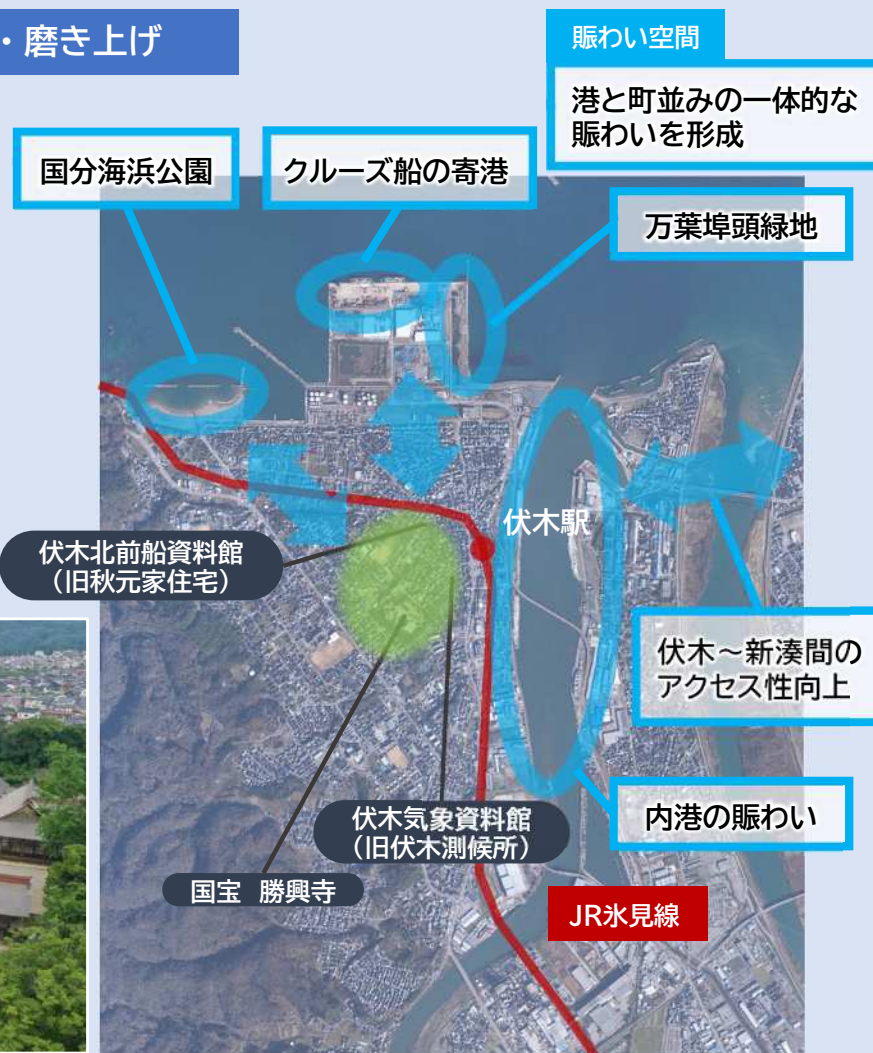 ・磨き上げ
賑わい空間
港と町並みの一体的な
賑わいを形成
国分海浜公園
クルーズ船の寄港
万葉埠頭緑地
伏木駅
伏木北前船資料館
（旧秋元家住宅）
伏木～新湊間の
アクセス性向上
伏木気象資料館
（旧伏木測候所）
内港の賑わい
国宝 勝興寺
JR氷見線